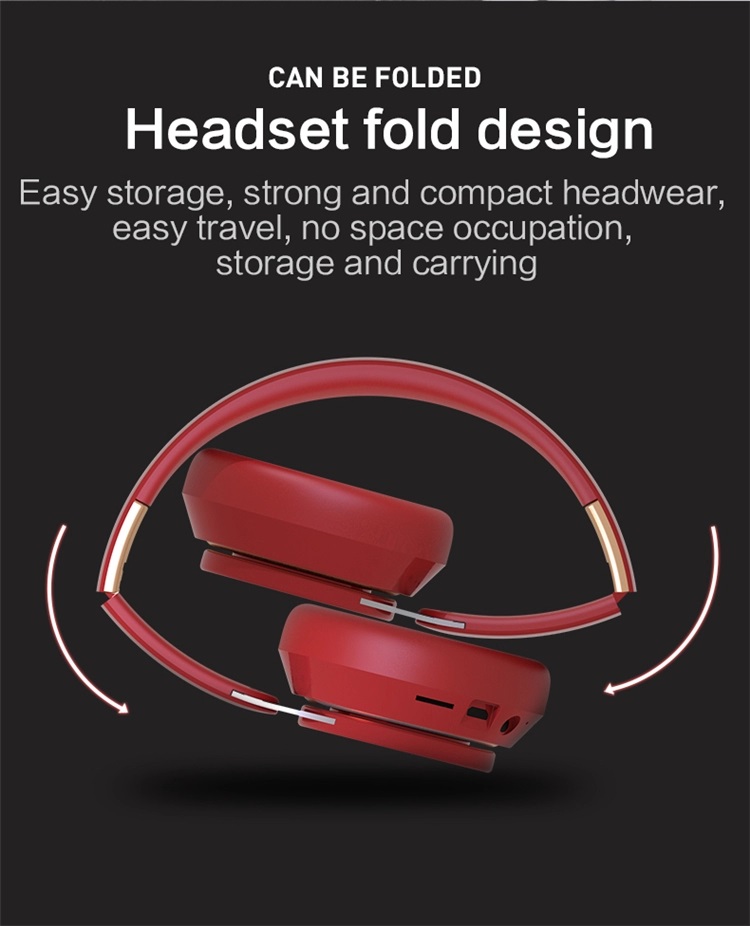 CAN BE FOLDED
Headset fold design
Easy storage, strong and compact headwear,
easy travel, no space occupation,
storage and carrying